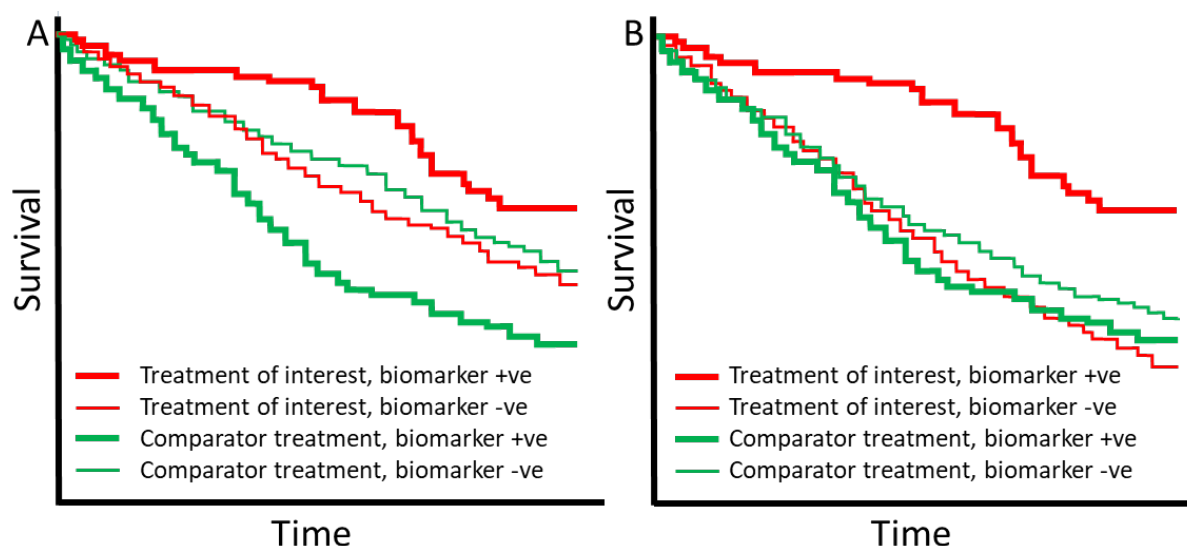 A
Survival
Treatment of interest, biomarker +ve
Treatment of interest, biomarker -ve
Comparator treatment, biomarker +ve
Comparator treatment, biomarker -ve
Time
B
Survival
Treatment of interest, biomarker +ve
Treatment of interest, biomarker -ve
Comparator treatment, biomarker +ve
Comparator treatment, biomarker -ve
Time